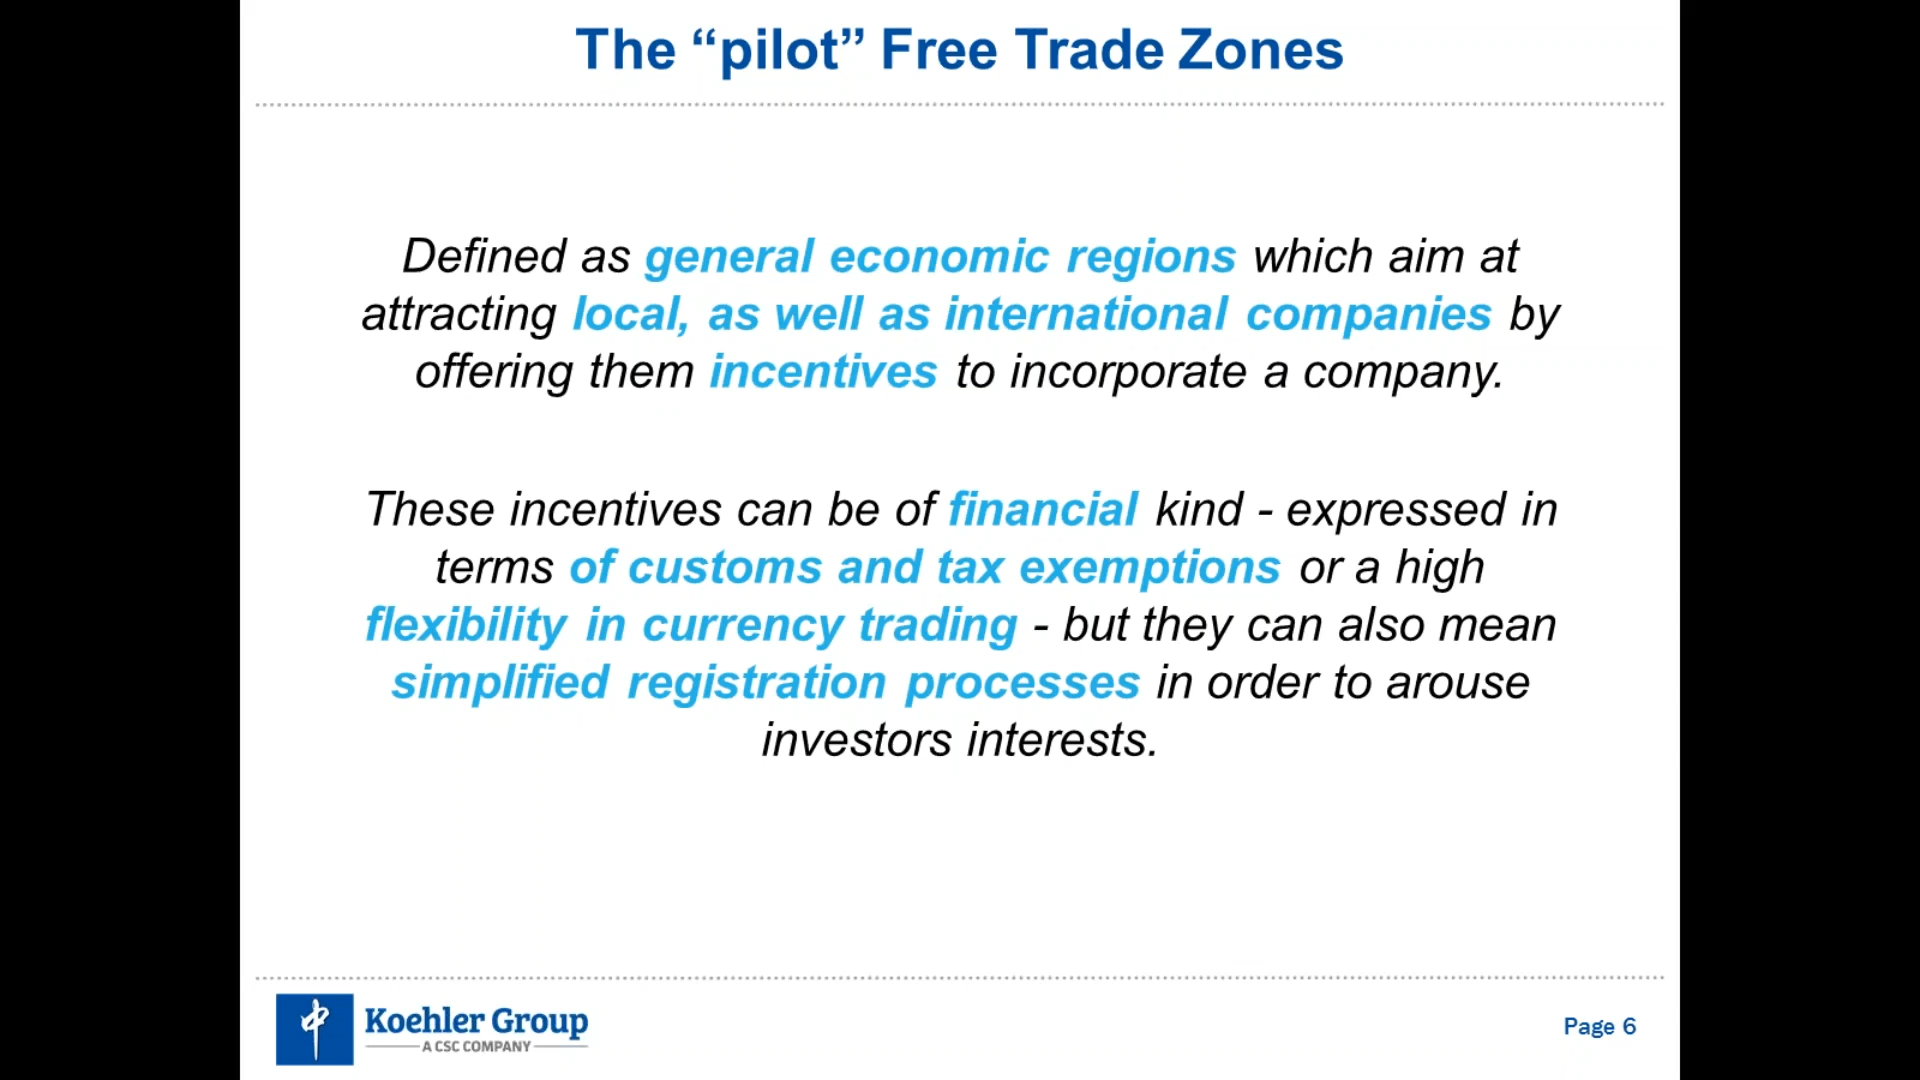 The “pilot” Free Trade Zones
Defined as general economic regions which aim at
attracting local, as well as international companies by
offering them incentives to incorporate a company.
These incentives can be of financial kind - expressed in
terms of customs and tax exemptions or a high
flexibility in currency trading - but they can also mean
simplified registration processes in order to arouse
investors interests.
Koehler Group
A CSC COMPANY
Page 6